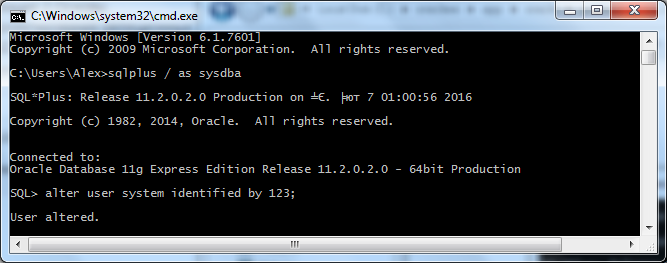 C:\Windows\system32\cmd.exe
Microsoft Windows [Version 6.1.7601]
Copyright (c) 2009 Microsoft Corporation.  All rights reserved.
C:\Users\Alex>sqlplus / as sysdba
SQL*Plus: Release 11.2.0.2.0 Production on ╧€. ╞ют 7 01:00:56 2016
Copyright (c) 1982, 2014, Oracle.  All rights reserved.
Connected to:
Oracle Database 11g Express Edition Release 11.2.0.2.0 - 64bit Production
SQL> alter user system identified by 123;
User altered.